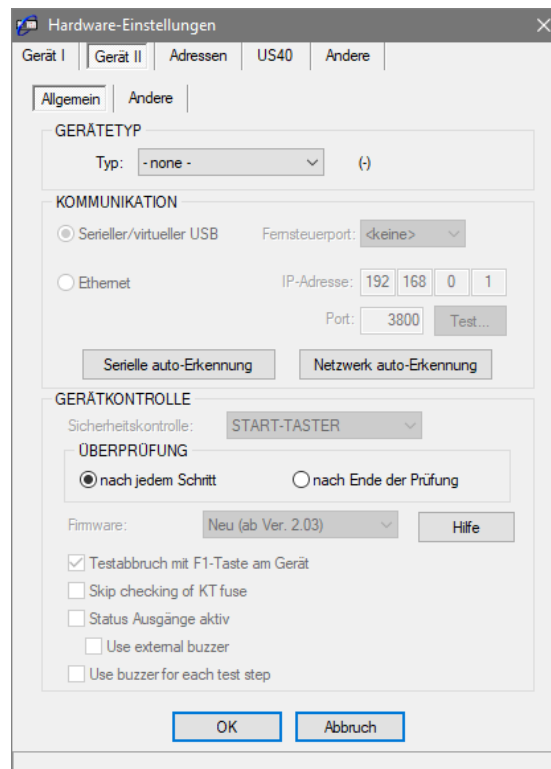 Hardware-Einstellungen
Gerät I Gerät II Adressen US40 Andere
Allgemein Andere
GERÄTETYP
Typ: - none - (-)
KOMMUNIKATION
Serieller/virtueller USB Fernsteuerport: <keine>
Ethernet IP-Adresse: 192 168 0 1
Port: 3800 Test...
Serielle auto-Erkennung Netzwerk auto-Erkennung
GERÄTKONTROLLE
Sicherheitskontrolle: START-TASTER
ÜBERPRÜFUNG
nach jedem Schritt nach Ende der Prüfung
Firmware: Neu (ab Ver. 2.03) Hilfe
Testabbruch mit F1-Taste am Gerät
Skip checking of KT fuse
Status Ausgänge aktiv
Use external buzzer
Use buzzer for each test step
OK Abbruch